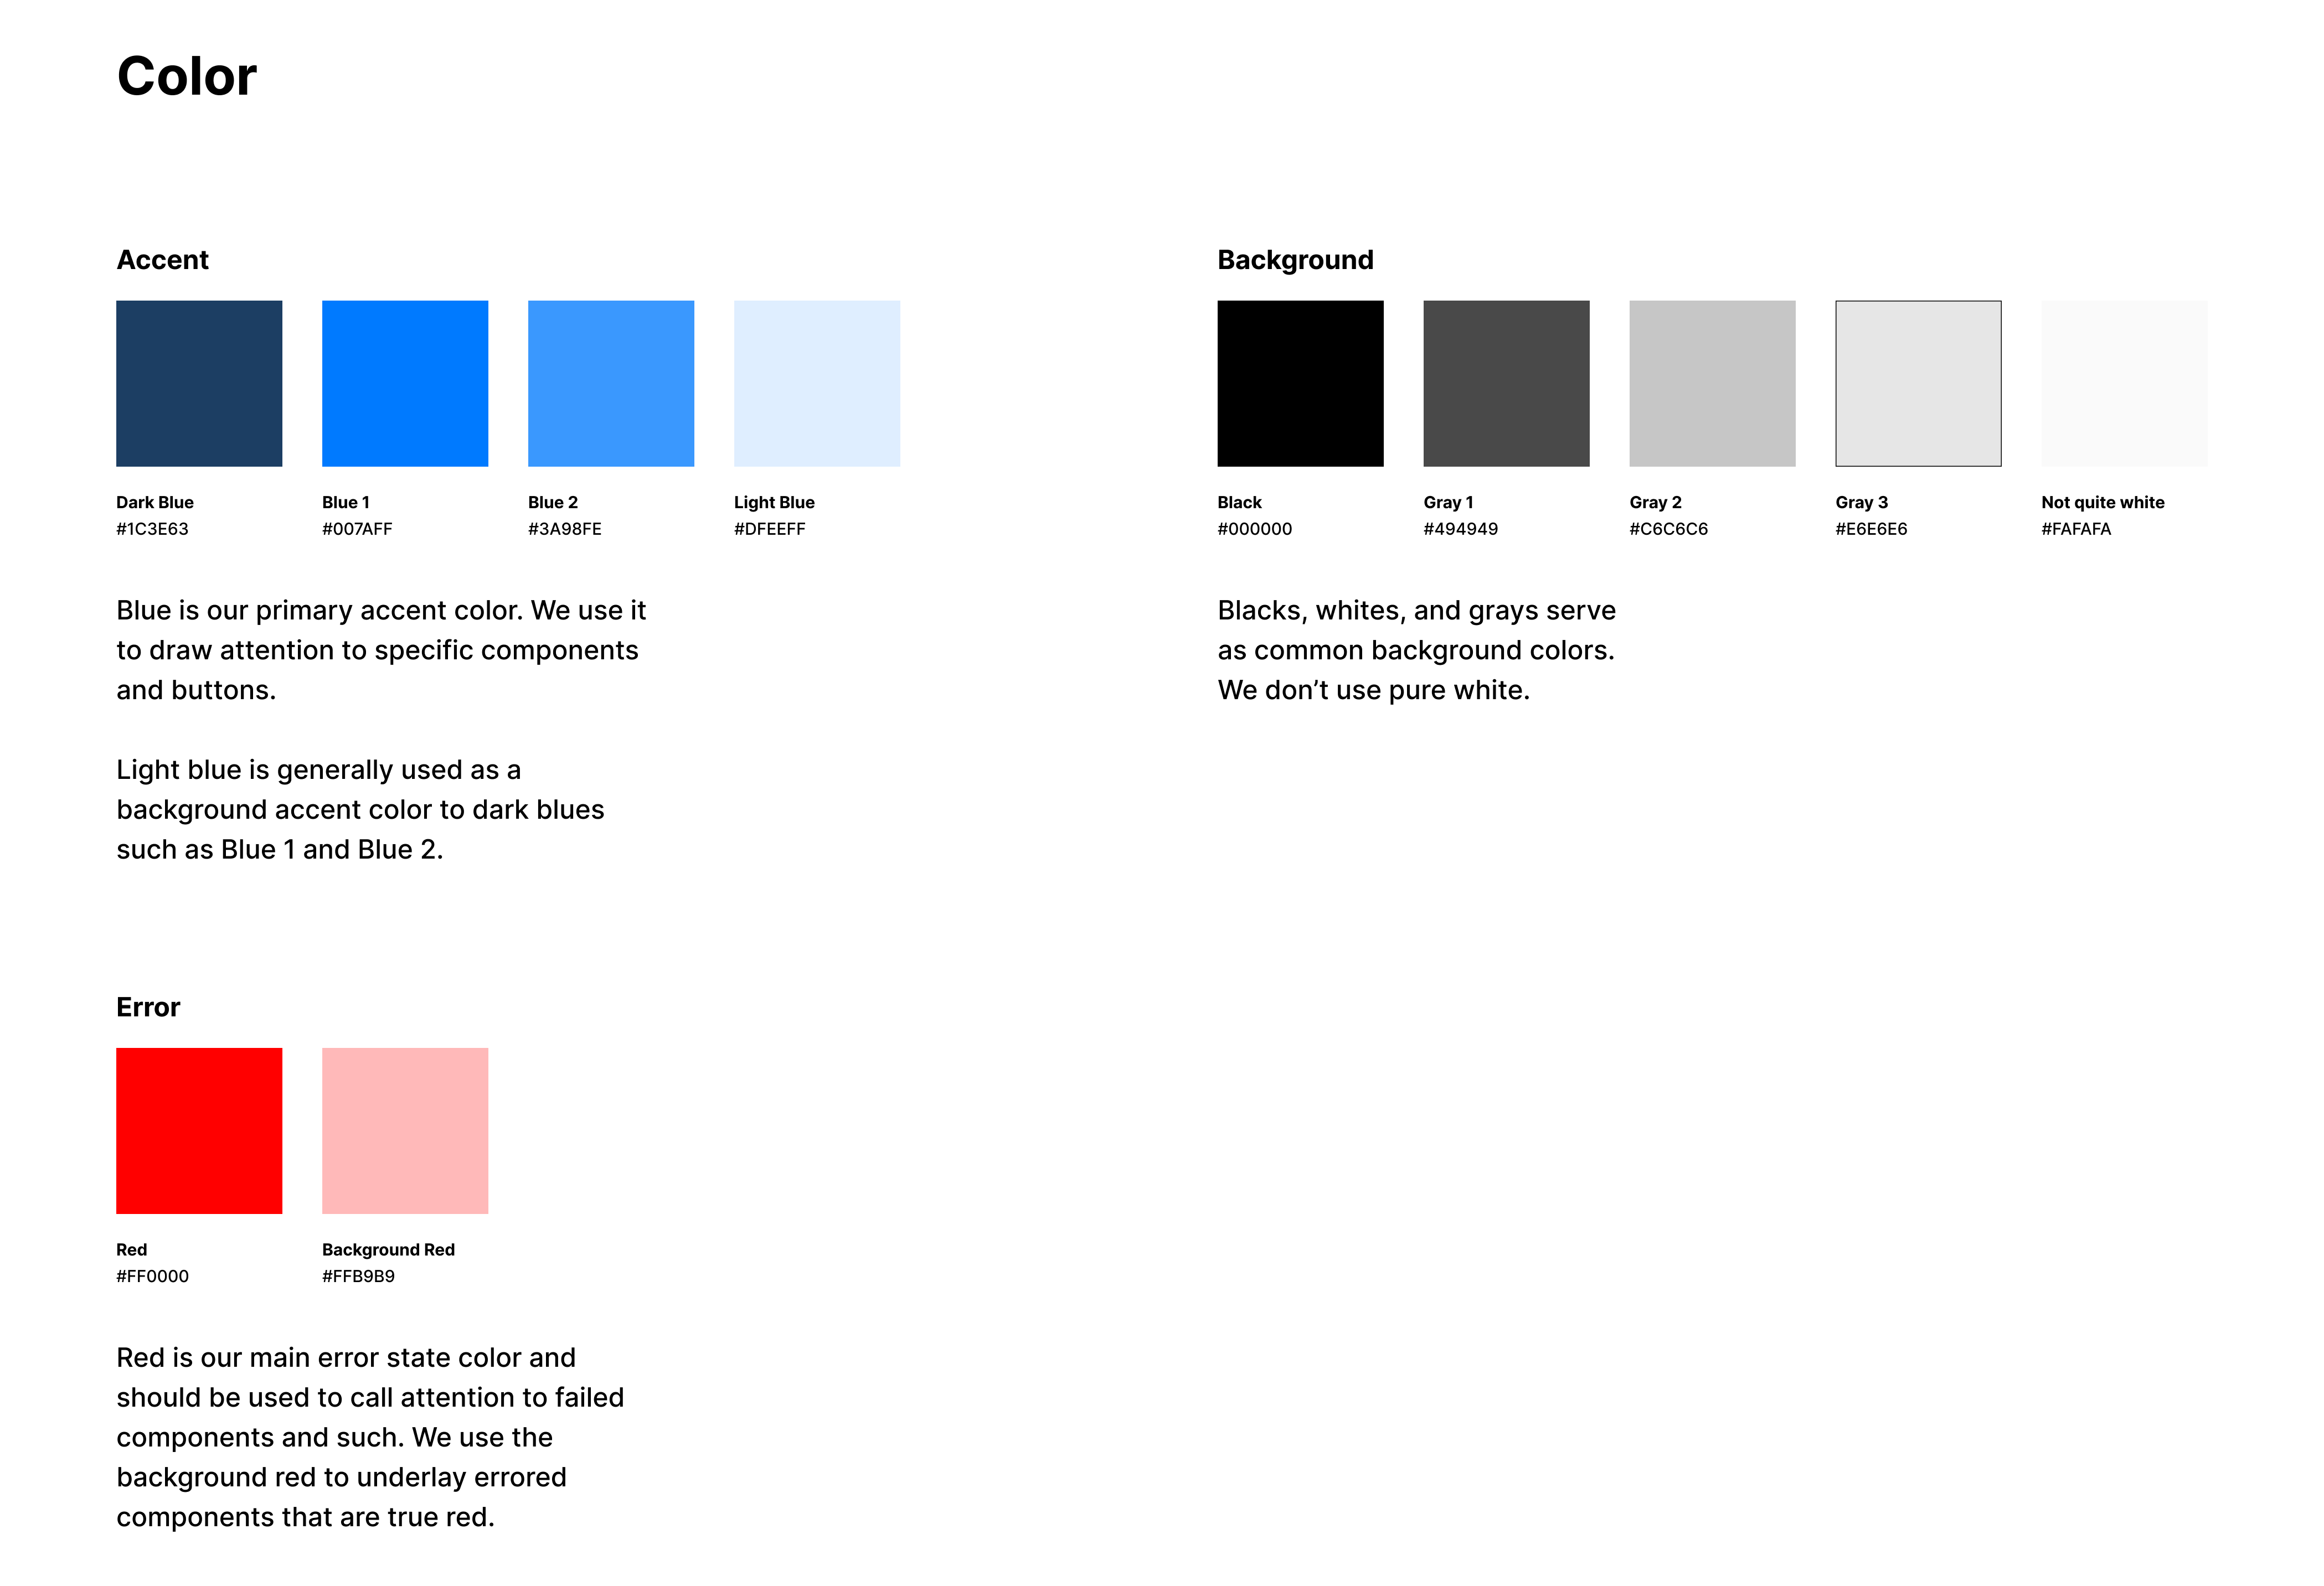 Color
Accent
Dark Blue
#1C3E63
Blue 1
#007AFF
Blue 2
#3A98FE
Light Blue
#DFEEFF
Blue is our primary accent color. We use it
to draw attention to specific components
and buttons.
Light blue is generally used as a
background accent color to dark blues
such as Blue 1 and Blue 2.
Background
Black
#000000
Gray 1
#494949
Gray 2
#C6C6C6
Gray 3
#E6E6E6
Not quite white
#FAFAFA
Blacks, whites, and grays serve
as common background colors.
We don’t use pure white.
Error
Red
#FF0000
Background Red
#FFB9B9
Red is our main error state color and
should be used to call attention to failed
components and such. We use the
background red to underlay errored
components that are true red.